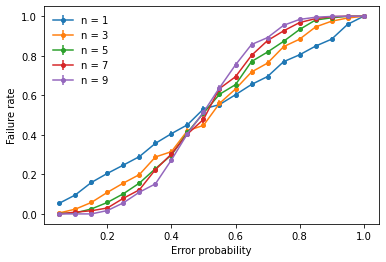 1.0
0.8
0.6
0.4
0.2
0.0
Failure rate
n = 1
n = 3
n = 5
n = 7
n = 9
0.2 0.4 0.6 0.8 1.0
Error probability